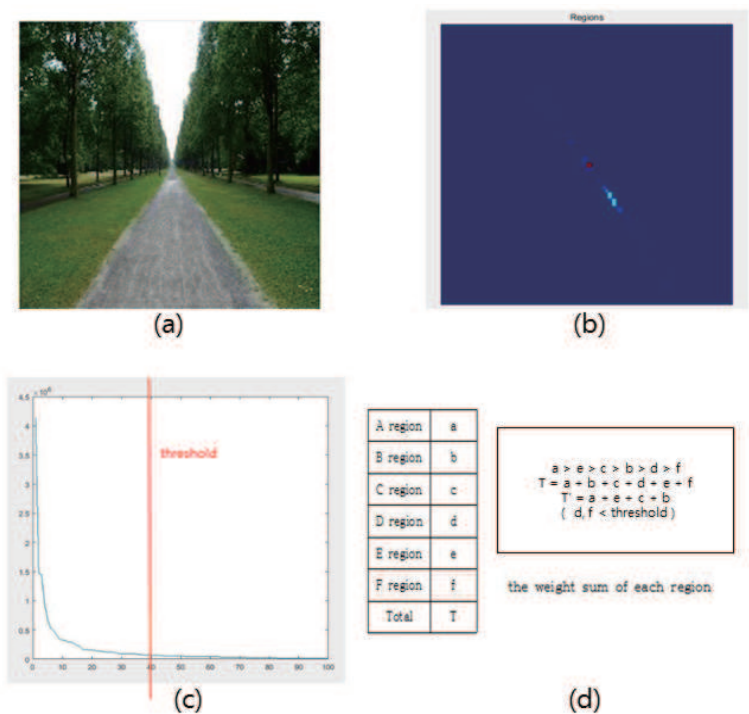 Regions
(a)
(b)
4.5
4
3.5
3
2.5
2
1.5
1
0.5
0
threshold
0 10 20 30 40 50 60 70 80 90 100
(c)
A region a
B region b
C region c
D region d
E region e
F region f
Total T
a > e > c > b > d > f
T = a + b + c + d + e + f
T' = a + e + c + b
( d, f < threshold )
the weight sum of each region
(d)